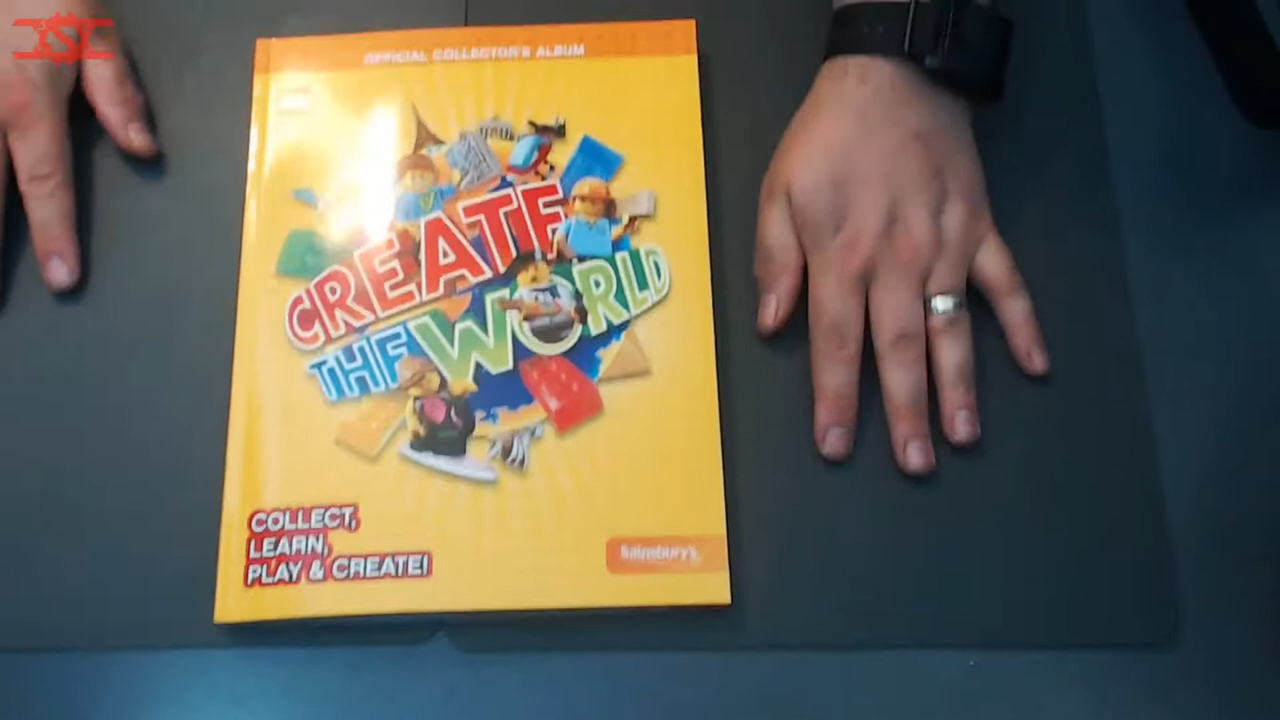 OFFICIAL COLLECTOR'S ALBUM
CREATE
THE WORLD
COLLECT,
LEARN,
PLAY & CREATE!
Sainsbury's